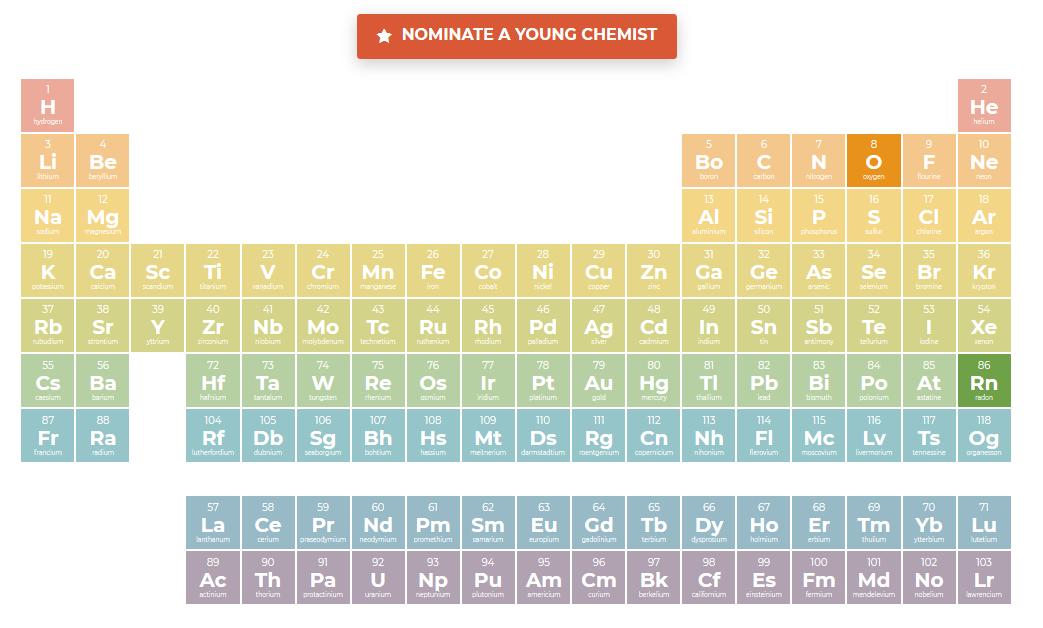 NOMINATE A YOUNG CHEMIST
1 2
H He
hydrogen helium
3 4 5 6 7 8 9 10
Li Be Bo C N O F Ne
lithium beryllium boron carbon nitrogen oxygen flourine neon
11 12 13 14 15 16 17 18
Na Mg Al Si P S Cl Ar
sodium magnesium aluminium silicon phosphorus sulfur chlorine argon
19 20 21 22 23 24 25 26 27 28 29 30 31 32 33 34 35 36
K Ca Sc Ti V Cr Mn Fe Co Ni Cu Zn Ga Ge As Se Br Kr
potassium calcium scandium titanium vanadium chromium manganese iron cobalt nickel copper zinc gallium germanium arsenic selenium bromine krypton
37 38 39 40 41 42 43 44 45 46 47 48 49 50 51 52 53 54
Rb Sr Y Zr Nb Mo Tc Ru Rh Pd Ag Cd In Sn Sb Te I Xe
rubudium strontium yttrium zirconium niobium molybdenum technetium ruthenium rhodium palladium silver cadmium indium tin antimony tellurium iodine xenon
55 56 72 73 74 75 76 77 78 79 80 81 82 83 84 85 86
Cs Ba Hf Ta W Re Os Ir Pt Au Hg Tl Pb Bi Po At Rn
caesium barium hafnium tantalum tungsten rhenium osmium iridium platinum gold mercury thallium lead bismuth polonium astatine radon
87 88 104 105 106 107 108 109 110 111 112 113 114 115 116 117 118
Fr Ra Rf Db Sg Bh Hs Mt Ds Rg Cn Nh Fl Mc Lv Ts Og
francium radium lutherfordium dubnium seaborgium bohtium hassium meitnerium darmstadtium roentgenium copernicium nihonium flerovium moscovium livermorium tennessine organesson
57 58 59 60 61 62 63 64 65 66 67 68 69 70 71
La Ce Pr Nd Pm Sm Eu Gd Tb Dy Ho Er Tm Yb Lu
lanthanum cerium praseodymium neodymium promethium samarium europium gadolinium terbium dysprosium holmium erbium thulium ytterbium lutetium
89 90 91 92 93 94 95 96 97 98 99 100 101 102 103
Ac Th Pa U Np Pu Am Cm Bk Cf Es Fm Md No Lr
actinium thorium protactinium uranium neptunium plutonium americium curium berkelium californium einsteinium fermium mendelevium nobelium lawrencium